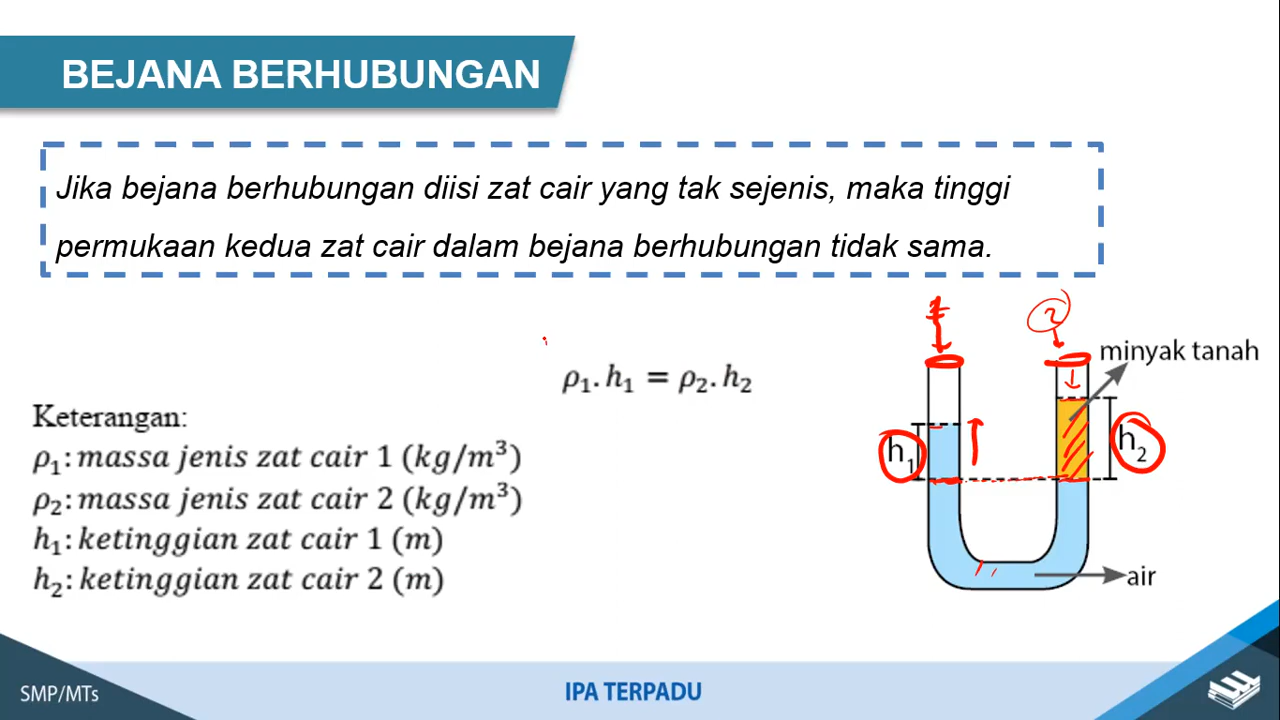 BEJANA BERHUBUNGAN
Jika bejana berhubungan diisi zat cair yang tak sejenis, maka tinggi
permukaan kedua zat cair dalam bejana berhubungan tidak sama.
ρ₁. h₁ = ρ₂. h₂
Keterangan:
ρ₁: massa jenis zat cair 1 (kg/m³)
ρ₂: massa jenis zat cair 2 (kg/m³)
h₁: ketinggian zat cair 1 (m)
h₂: ketinggian zat cair 2 (m)
2
minyak tanah
h₁
h₂
air
SMP/MTs
IPA TERPADU